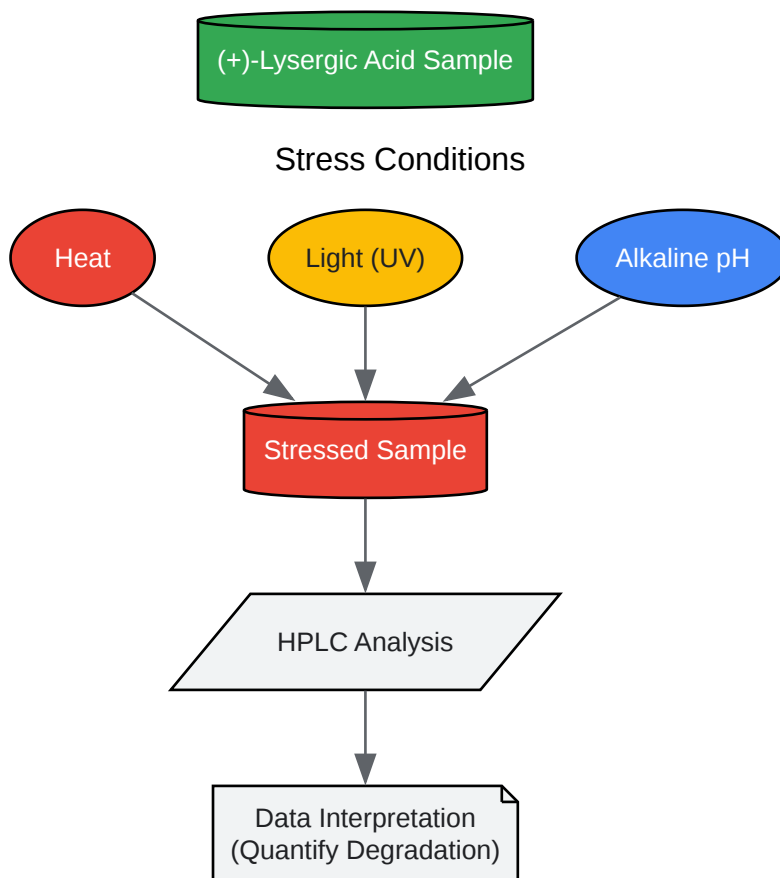 (+)-Lysergic Acid Sample
Stress Conditions
Heat
Light (UV)
Alkaline pH
Stressed Sample
HPLC Analysis
Data Interpretation
(Quantify Degradation)